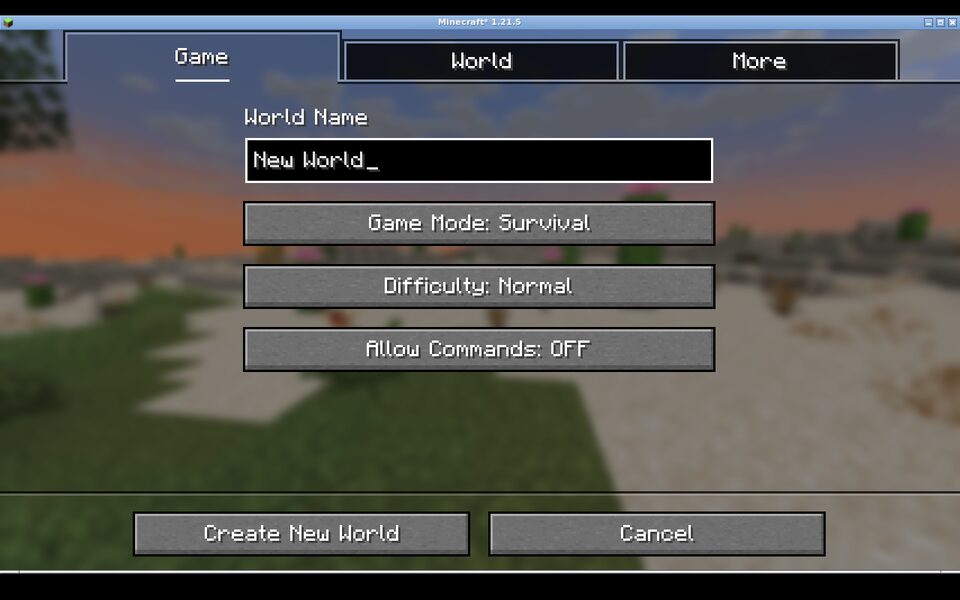 Minecraft* 1.21.5
Game
World
More
World Name
New World_
Game Mode: Survival
Difficulty: Normal
Allow Commands: OFF
Create New World
Cancel